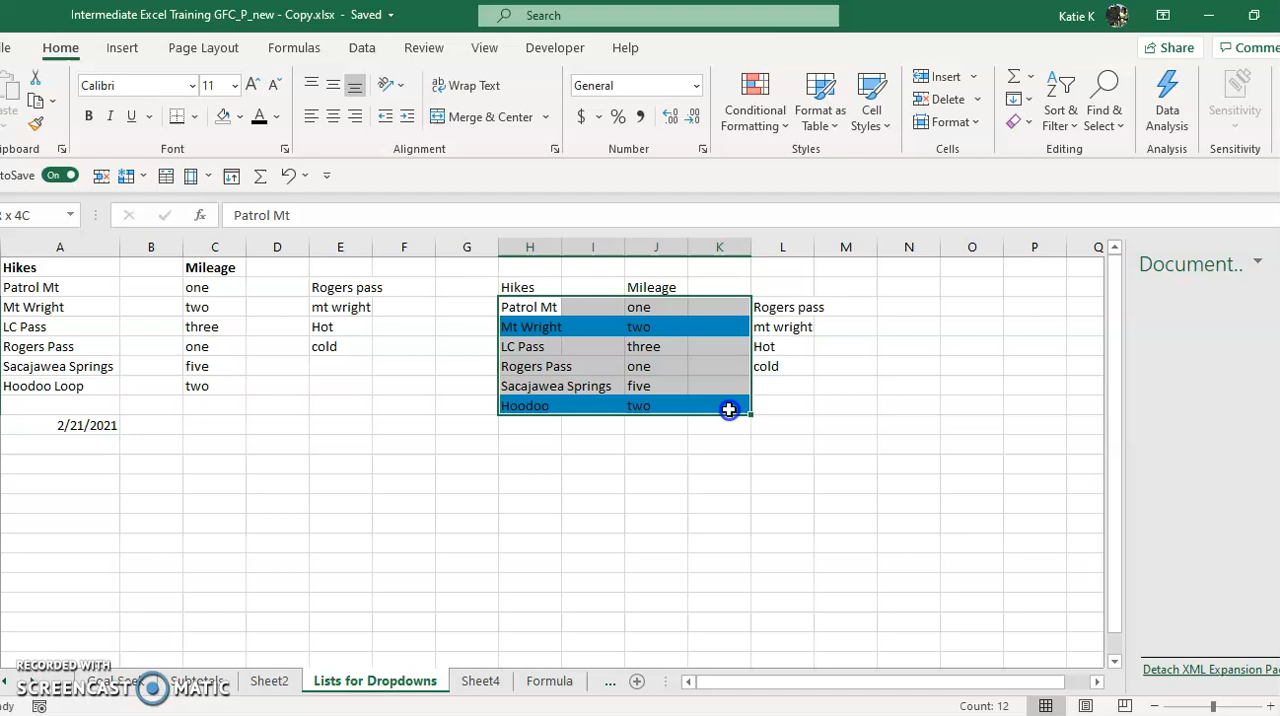 Intermediate Excel Training GFC_P_new - Copy.xlsx - Saved
Search
Katie K
Home Insert Page Layout Formulas Data Review View Developer Help
Share
Calibri 11
Wrap Text
General
Merge & Center
B I U
$ % 9
Conditional Formatting
Format as Table
Cell Styles
Insert
Delete
Format
Sort & Filter
Find & Select
Data Analysis
Sensitivity
Font Alignment Number Styles Cells Editing Analysis Sensitivity
On
x 4C
fx Patrol Mt
A B C D E F G H I J K L M N O P Q
Hikes Mileage
Patrol Mt one Rogers pass Hikes Mileage
Mt Wright two mt wright Patrol Mt one Rogers pass
LC Pass three Hot Mt Wright two mt wright
Rogers Pass one cold LC Pass three Hot
Sacajawea Springs five Rogers Pass one cold
Hoodoo Loop two Sacajawea Springs five
Hoodoo two
2/21/2021
Document..
Detach XML Expansion Pa
RECORDED WITH
SCREENCAST MATIC
Sheet2 Lists for Dropdowns Sheet4 Formula ...
Count: 12